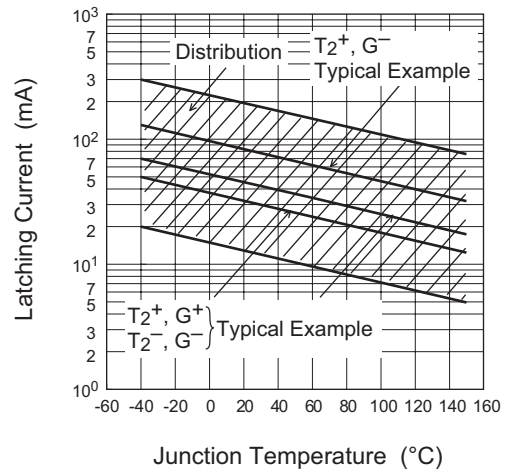 10³
7
5
3
2
10²
7
5
3
2
10¹
7
5
3
2
10⁰
Latching Current (mA)
Distribution
T₂⁺, G⁻
Typical Example
T₂⁺, G⁺
T₂⁻, G⁻
} Typical Example
-60 -40 -20 0 20 40 60 80 100 120 140 160
Junction Temperature (°C)